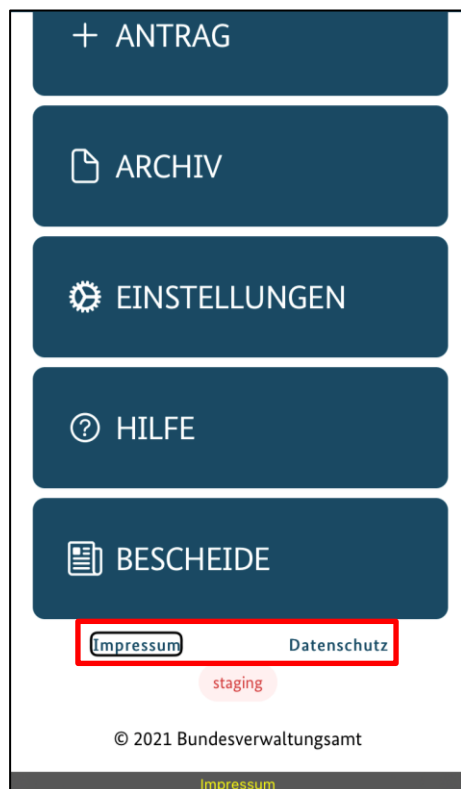 ANTRAG
ARCHIV
EINSTELLUNGEN
HILFE
BESCHEIDE
Impressum Datenschutz
staging
© 2021 Bundesverwaltungsamt
Impressum